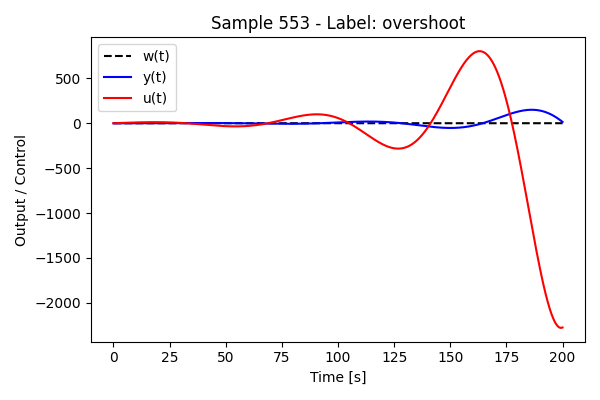 Sample 553 - Label: overshoot
w(t)
y(t)
u(t)
Output / Control
500
0
−500
−1000
−1500
−2000
0 25 50 75 100 125 150 175 200
Time [s]